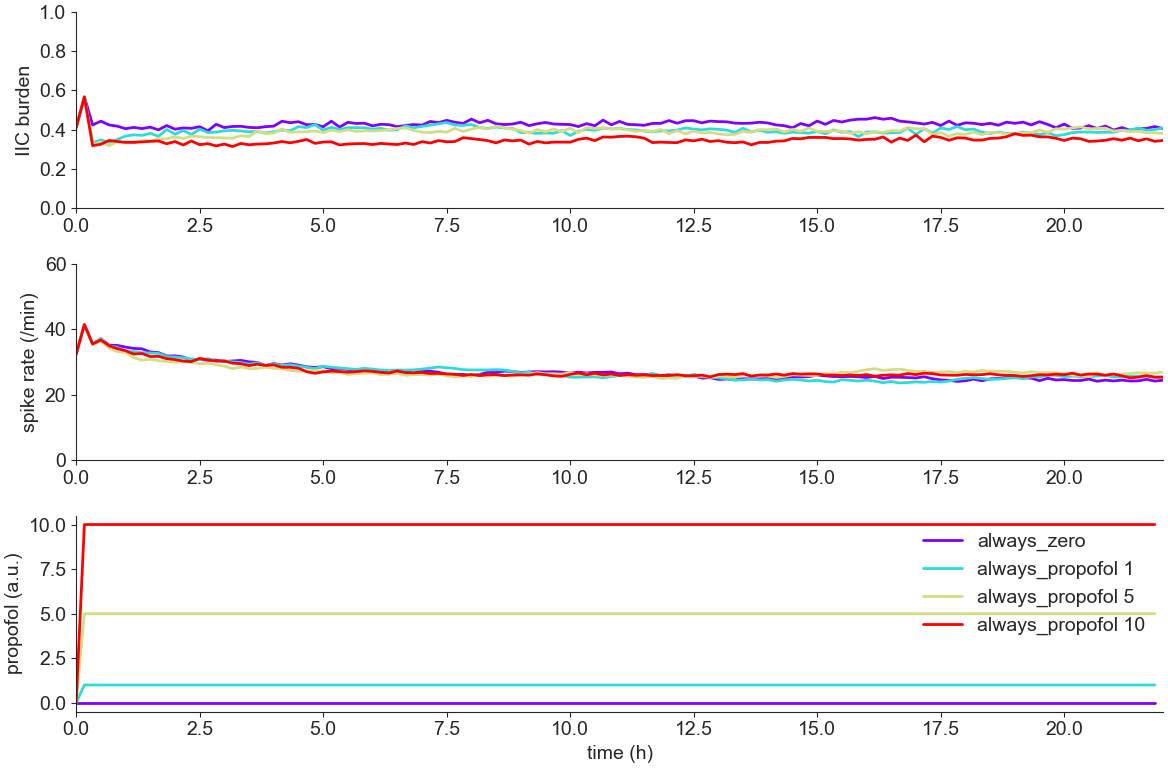 1.0
0.8
0.6
0.4
0.2
0.0
IIC burden
0.0 2.5 5.0 7.5 10.0 12.5 15.0 17.5 20.0
60
40
20
0
spike rate (/min)
0.0 2.5 5.0 7.5 10.0 12.5 15.0 17.5 20.0
10.0
7.5
5.0
2.5
0.0
propofol (a.u.)
always_zero
always_propofol 1
always_propofol 5
always_propofol 10
0.0 2.5 5.0 7.5 10.0 12.5 15.0 17.5 20.0
time (h)